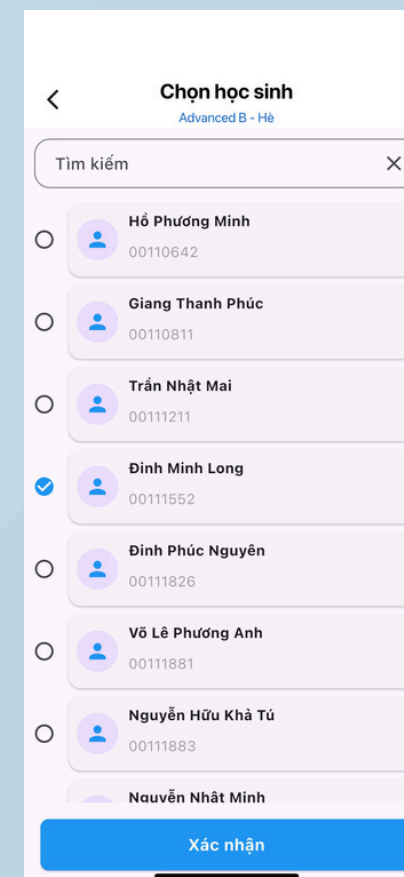 Chọn học sinh
Advanced B - Hè
Tìm kiếm
Hồ Phương Minh
00110642
Giang Thanh Phúc
00110811
Trần Nhật Mai
00111211
Đinh Minh Long
00111552
Đinh Phúc Nguyên
00111826
Võ Lê Phương Anh
00111881
Nguyễn Hữu Khả Tú
00111883
Nguyễn Nhật Minh
Xác nhận